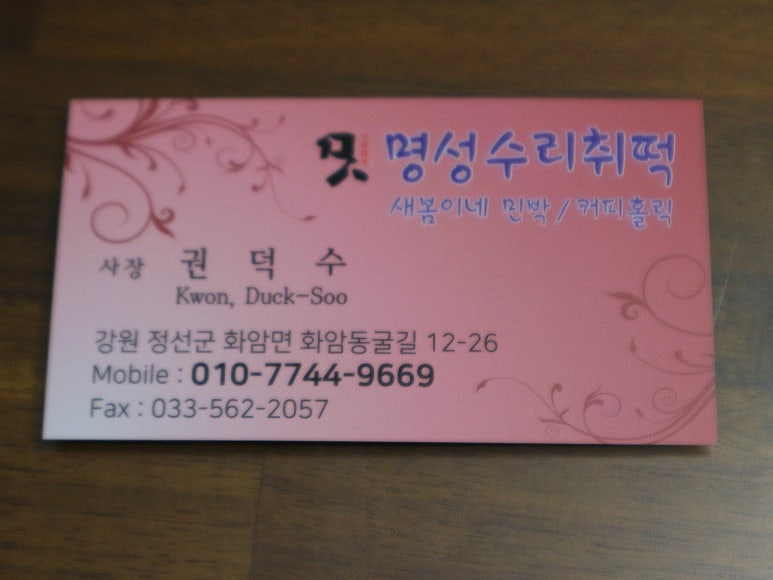 맛 명성수리취떡
새봄이네 민박 / 커피홀릭
사장 권 덕 수
Kwon, Duck-Soo
강원 정선군 화암면 화암동굴길 12-26
Mobile : 010-7744-9669
Fax : 033-562-2057